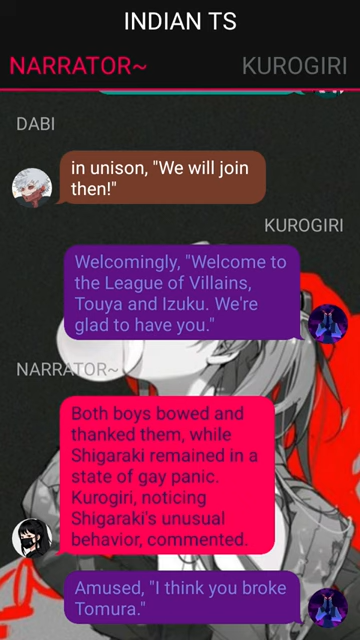 INDIAN TS
NARRATOR~ KUROGIRI
DABI
in unison, "We will join
then!"
KUROGIRI
Welcomingly, "Welcome to
the League of Villains,
Touya and Izuku. We're
glad to have you."
NARRATOR~
Both boys bowed and
thanked them, while
Shigaraki remained in a
state of gay panic.
Kurogiri, noticing
Shigaraki's unusual
behavior, commented.
Amused, "I think you broke
Tomura."